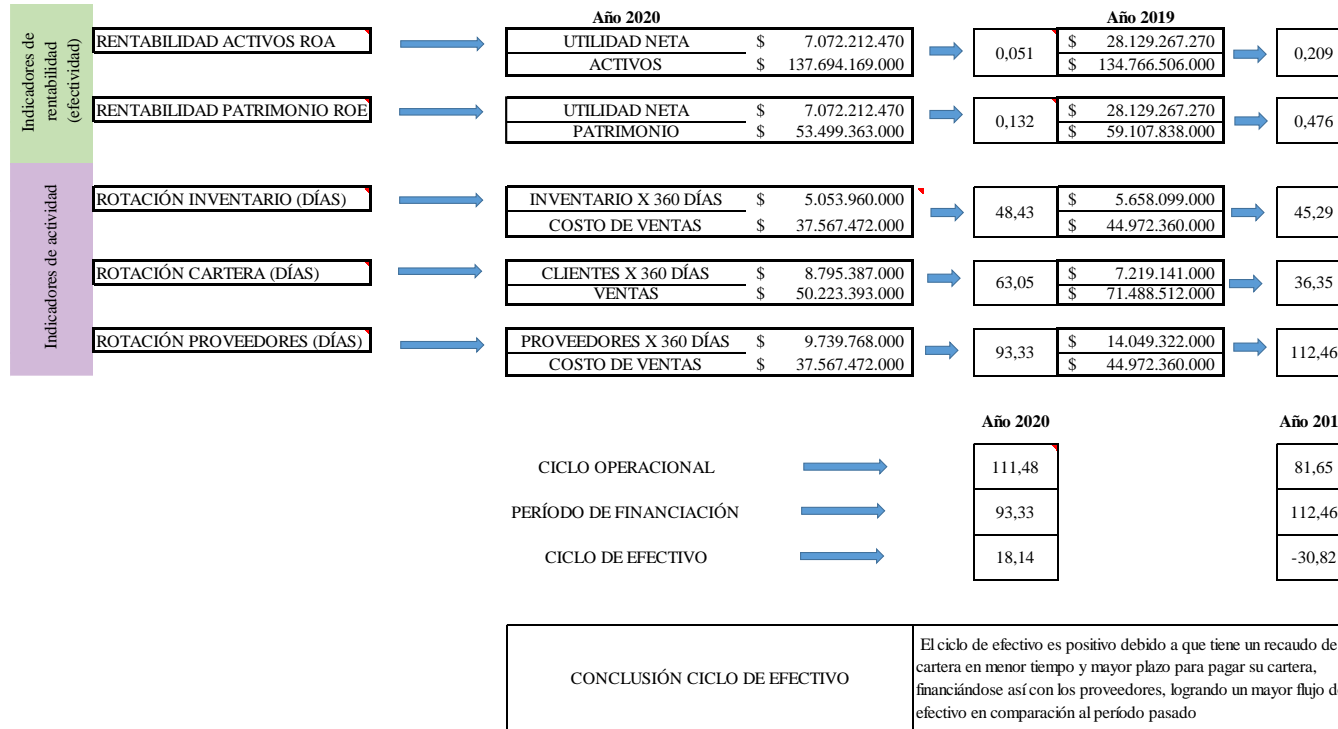 Año 2020 Año 2019
Indicadores de
rentabilidad
(efectividad)
RENTABILIDAD ACTIVOS ROA
UTILIDAD NETA $ 7.072.212.470
ACTIVOS $ 137.694.169.000
0,051
$ 28.129.267.270
$ 134.766.506.000
0,209
RENTABILIDAD PATRIMONIO ROE
UTILIDAD NETA $ 7.072.212.470
PATRIMONIO $ 53.499.363.000
0,132
$ 28.129.267.270
$ 59.107.838.000
0,476
Indicadores de actividad
ROTACIÓN INVENTARIO (DÍAS)
INVENTARIO X 360 DÍAS $ 5.053.960.000
COSTO DE VENTAS $ 37.567.472.000
48,43
$ 5.658.099.000
$ 44.972.360.000
45,29
ROTACIÓN CARTERA (DÍAS)
CLIENTES X 360 DÍAS $ 8.795.387.000
VENTAS $ 50.223.393.000
63,05
$ 7.219.141.000
$ 71.488.512.000
36,35
ROTACIÓN PROVEEDORES (DÍAS)
PROVEEDORES X 360 DÍAS $ 9.739.768.000
COSTO DE VENTAS $ 37.567.472.000
93,33
$ 14.049.322.000
$ 44.972.360.000
112,46
Año 2020 Año 201
CICLO OPERACIONAL 111,48 81,65
PERÍODO DE FINANCIACIÓN 93,33 112,46
CICLO DE EFECTIVO 18,14 -30,82
CONCLUSIÓN CICLO DE EFECTIVO
El ciclo de efectivo es positivo debido a que tiene un recaudo de
cartera en menor tiempo y mayor plazo para pagar su cartera,
financiándose así con los proveedores, logrando un mayor flujo d
efectivo en comparación al período pasado